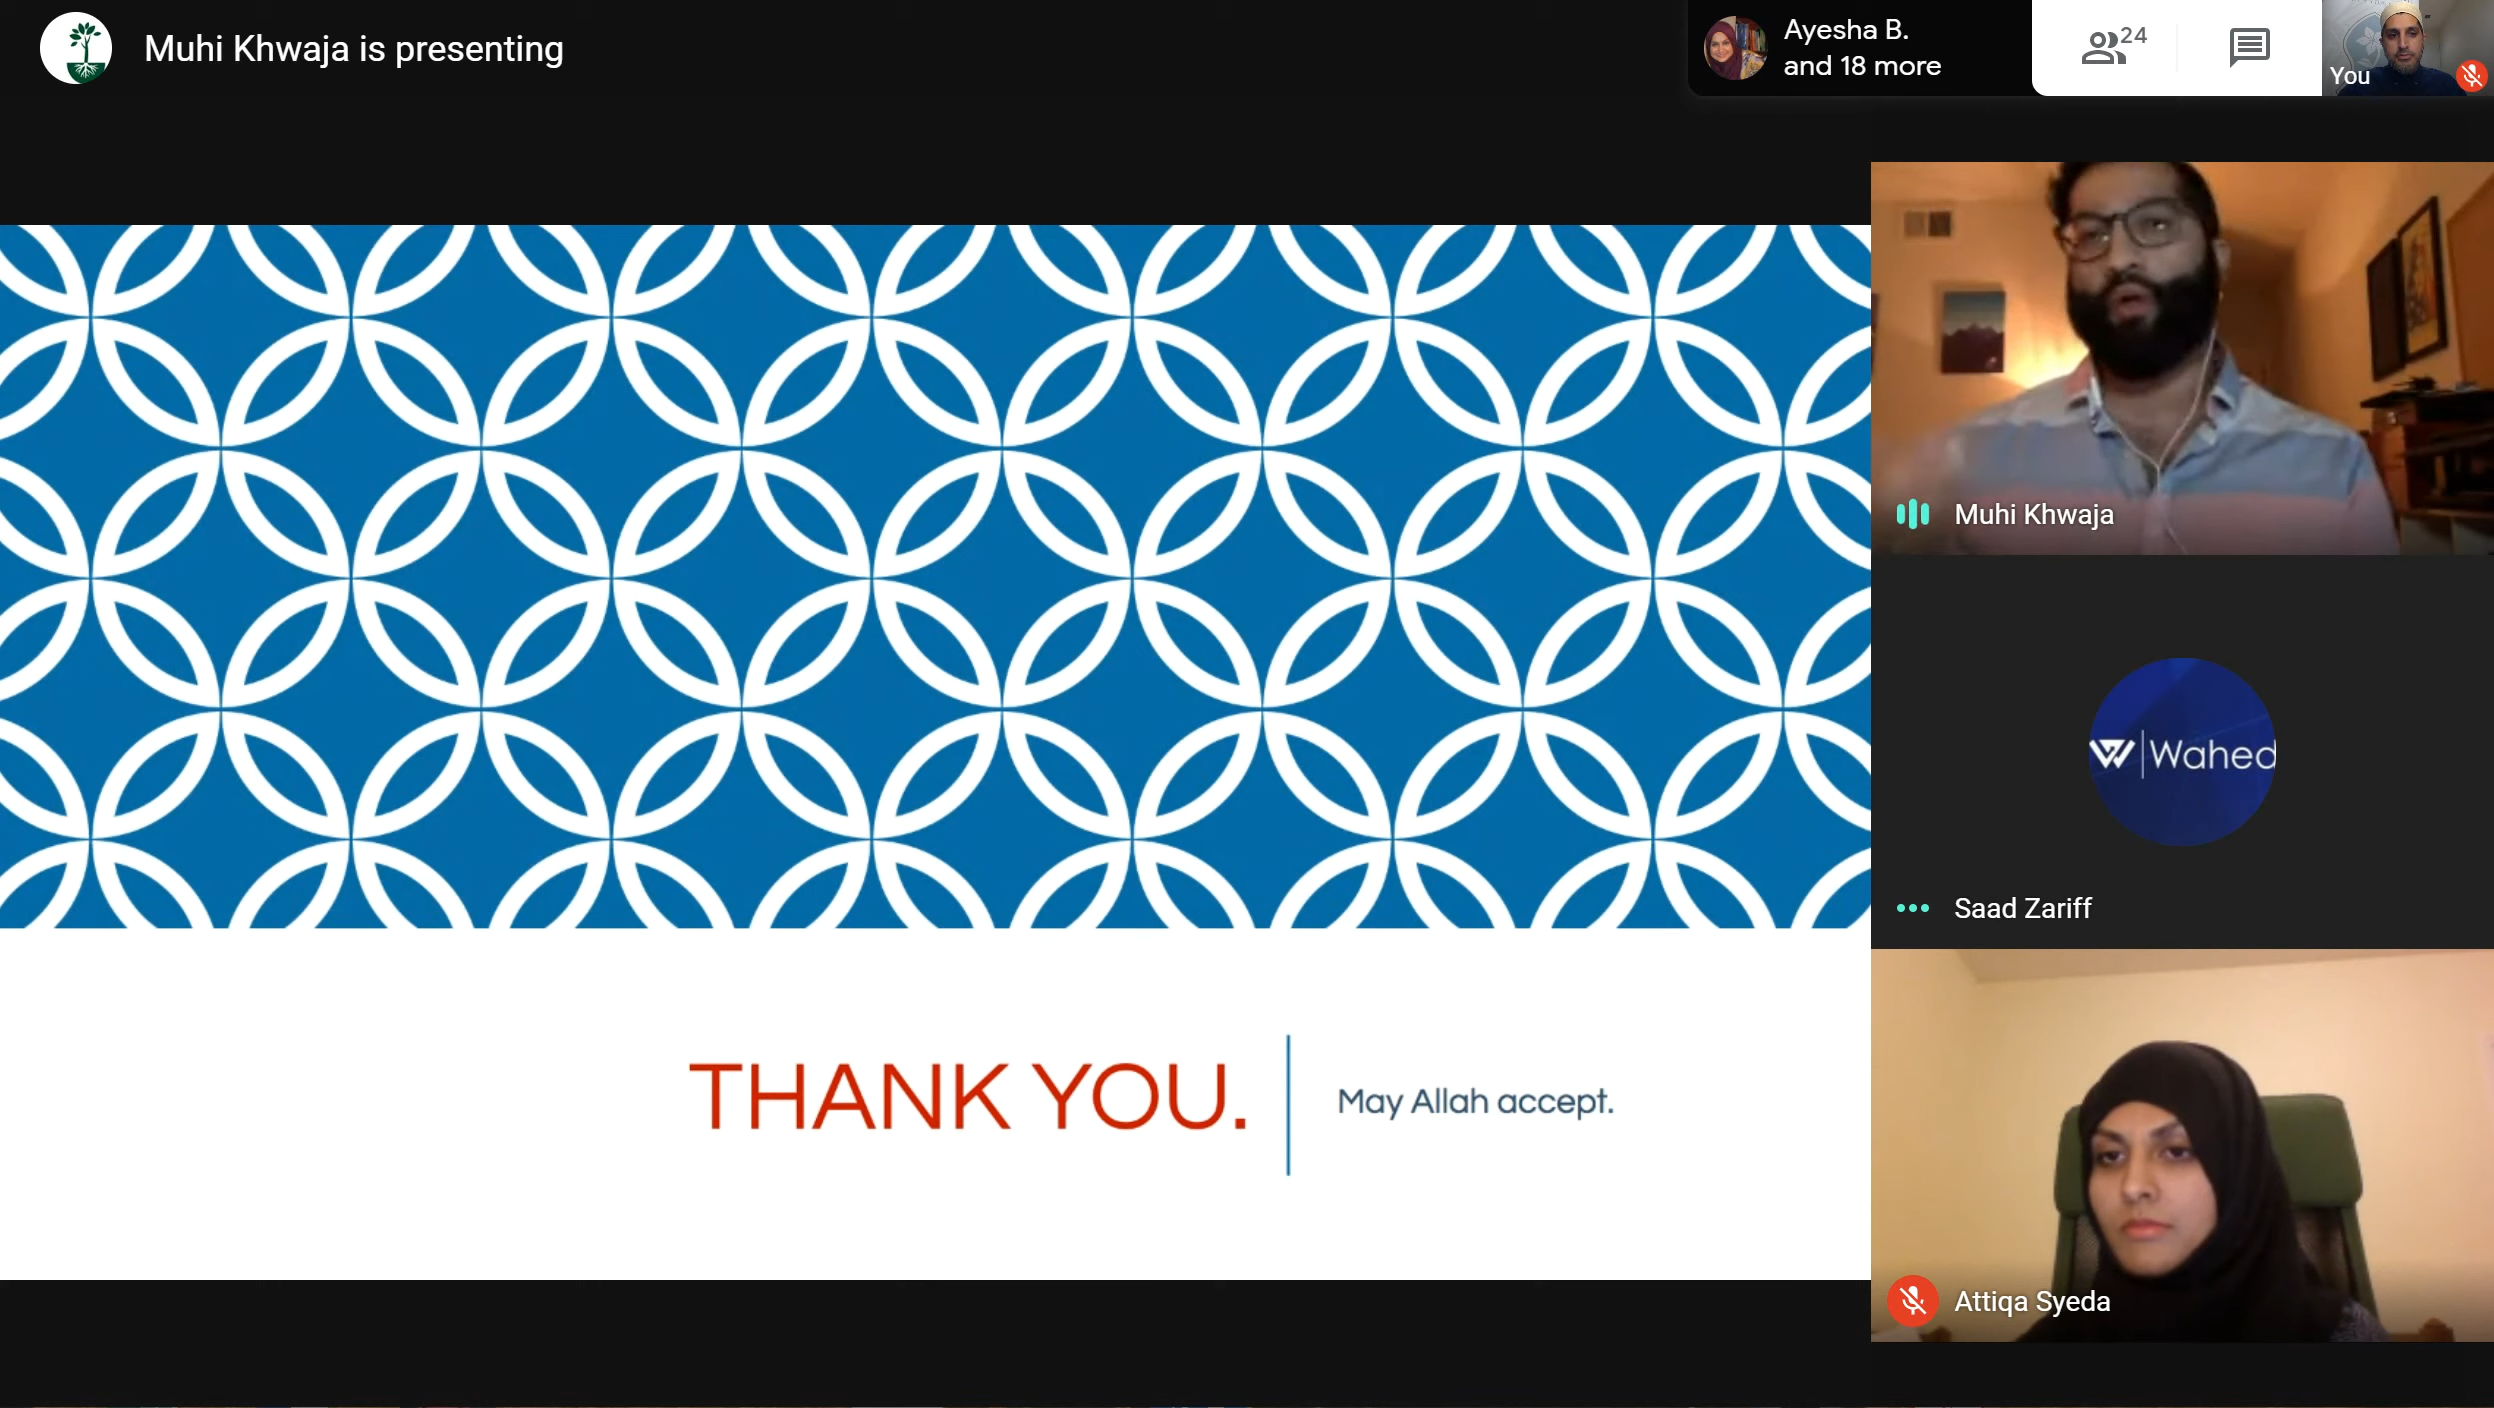 Muhi Khwaja is presenting
Ayesha B.
and 18 more
24
You
Muhi Khwaja
Wahed
Saad Zariff
THANK YOU.
May Allah accept.
Attiqa Syeda